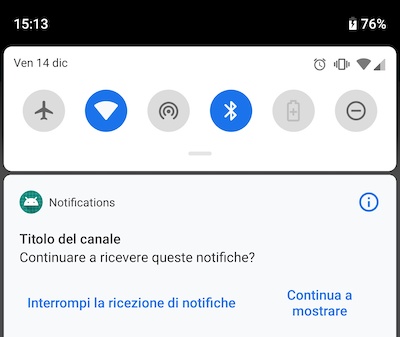 15:13
76%
Ven 14 dic
Notifications
Titolo del canale
Continuare a ricevere queste notifiche?
Interrompi la ricezione di notifiche
Continua a
mostrare